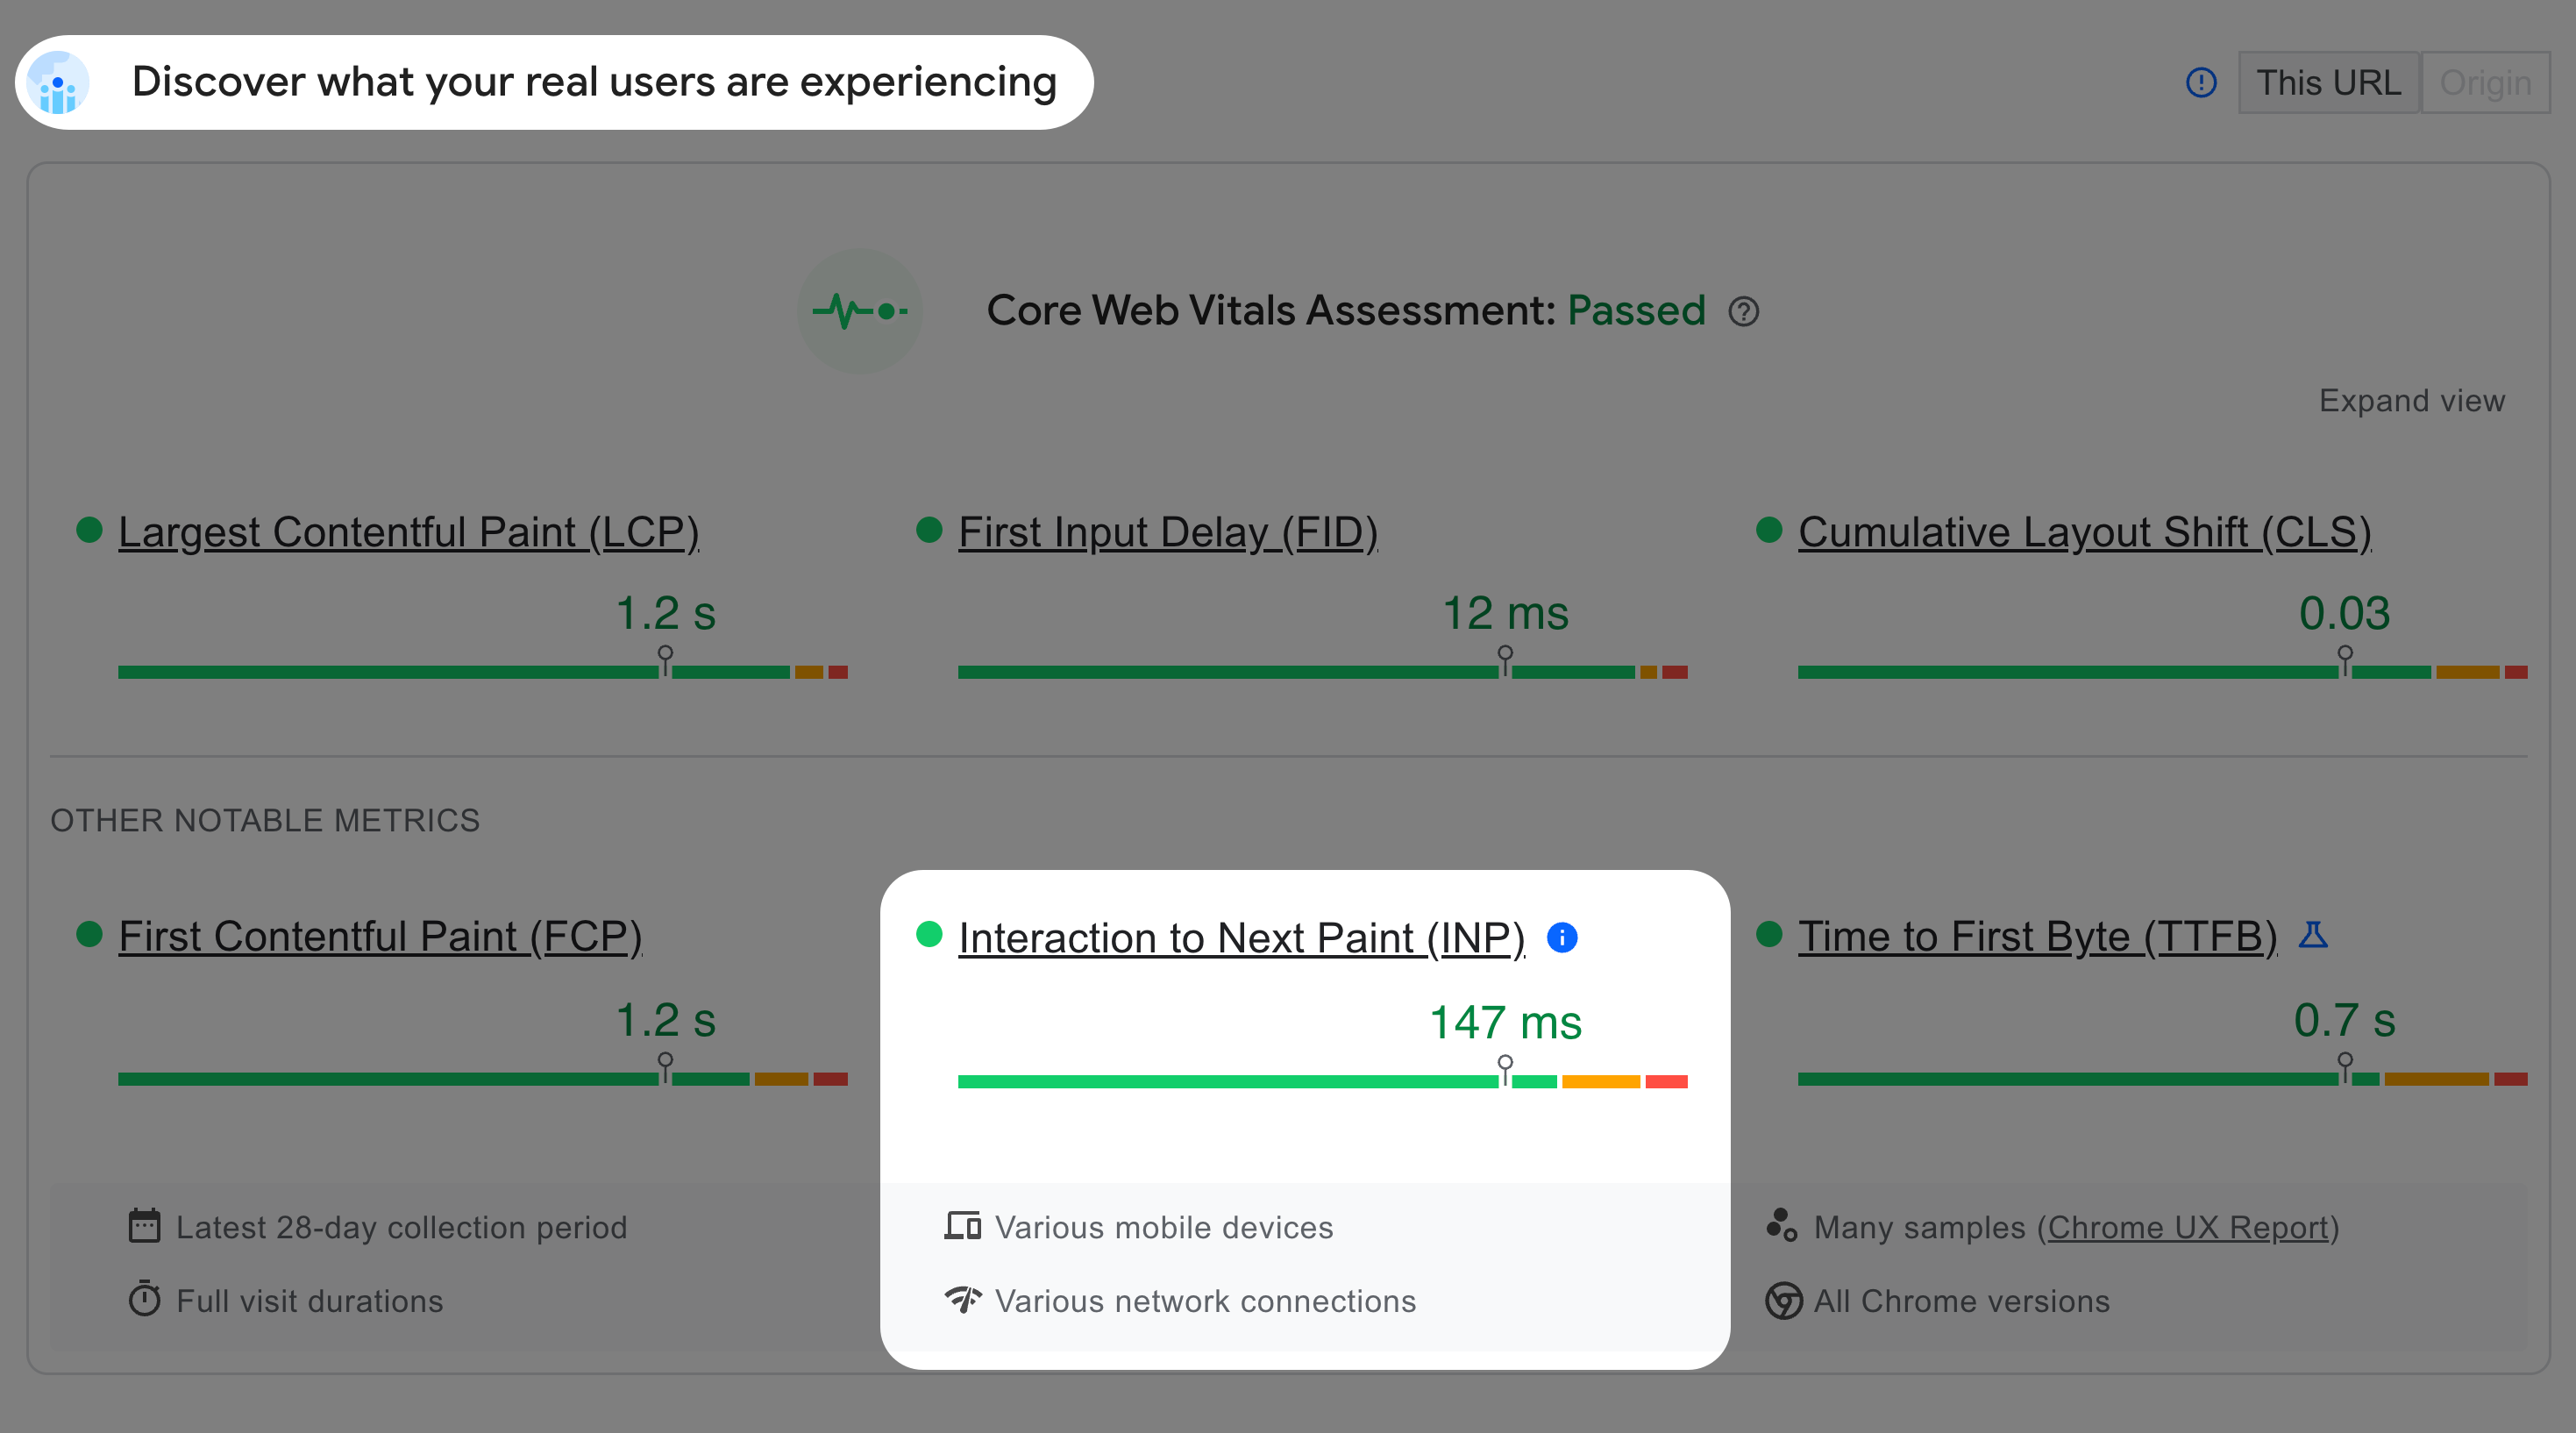 Discover what your real users are experiencing
This URL
Origin
Core Web Vitals Assessment: Passed
Expand view
Largest Contentful Paint (LCP)
1.2 s
First Input Delay (FID)
12 ms
Cumulative Layout Shift (CLS)
0.03
OTHER NOTABLE METRICS
First Contentful Paint (FCP)
1.2 s
Interaction to Next Paint (INP)
147 ms
Time to First Byte (TTFB)
0.7 s
Latest 28-day collection period
Various mobile devices
Many samples (Chrome UX Report)
Full visit durations
Various network connections
All Chrome versions